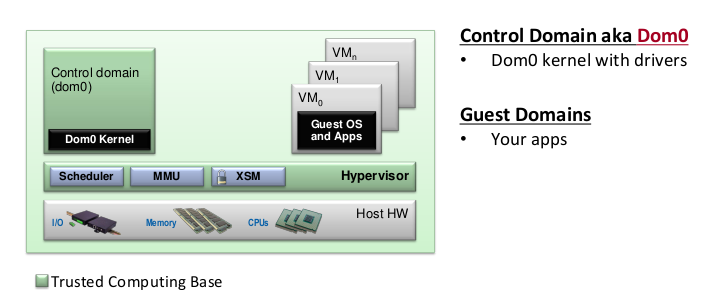 Control domain
(dom0)
Dom0 Kernel
VMn
VM1
VM0
Guest OS
and Apps
Scheduler
MMU
XSM
Hypervisor
I/O
Memory
CPUs
Host HW
Trusted Computing Base
Control Domain aka Dom0
• Dom0 kernel with drivers
Guest Domains
• Your apps